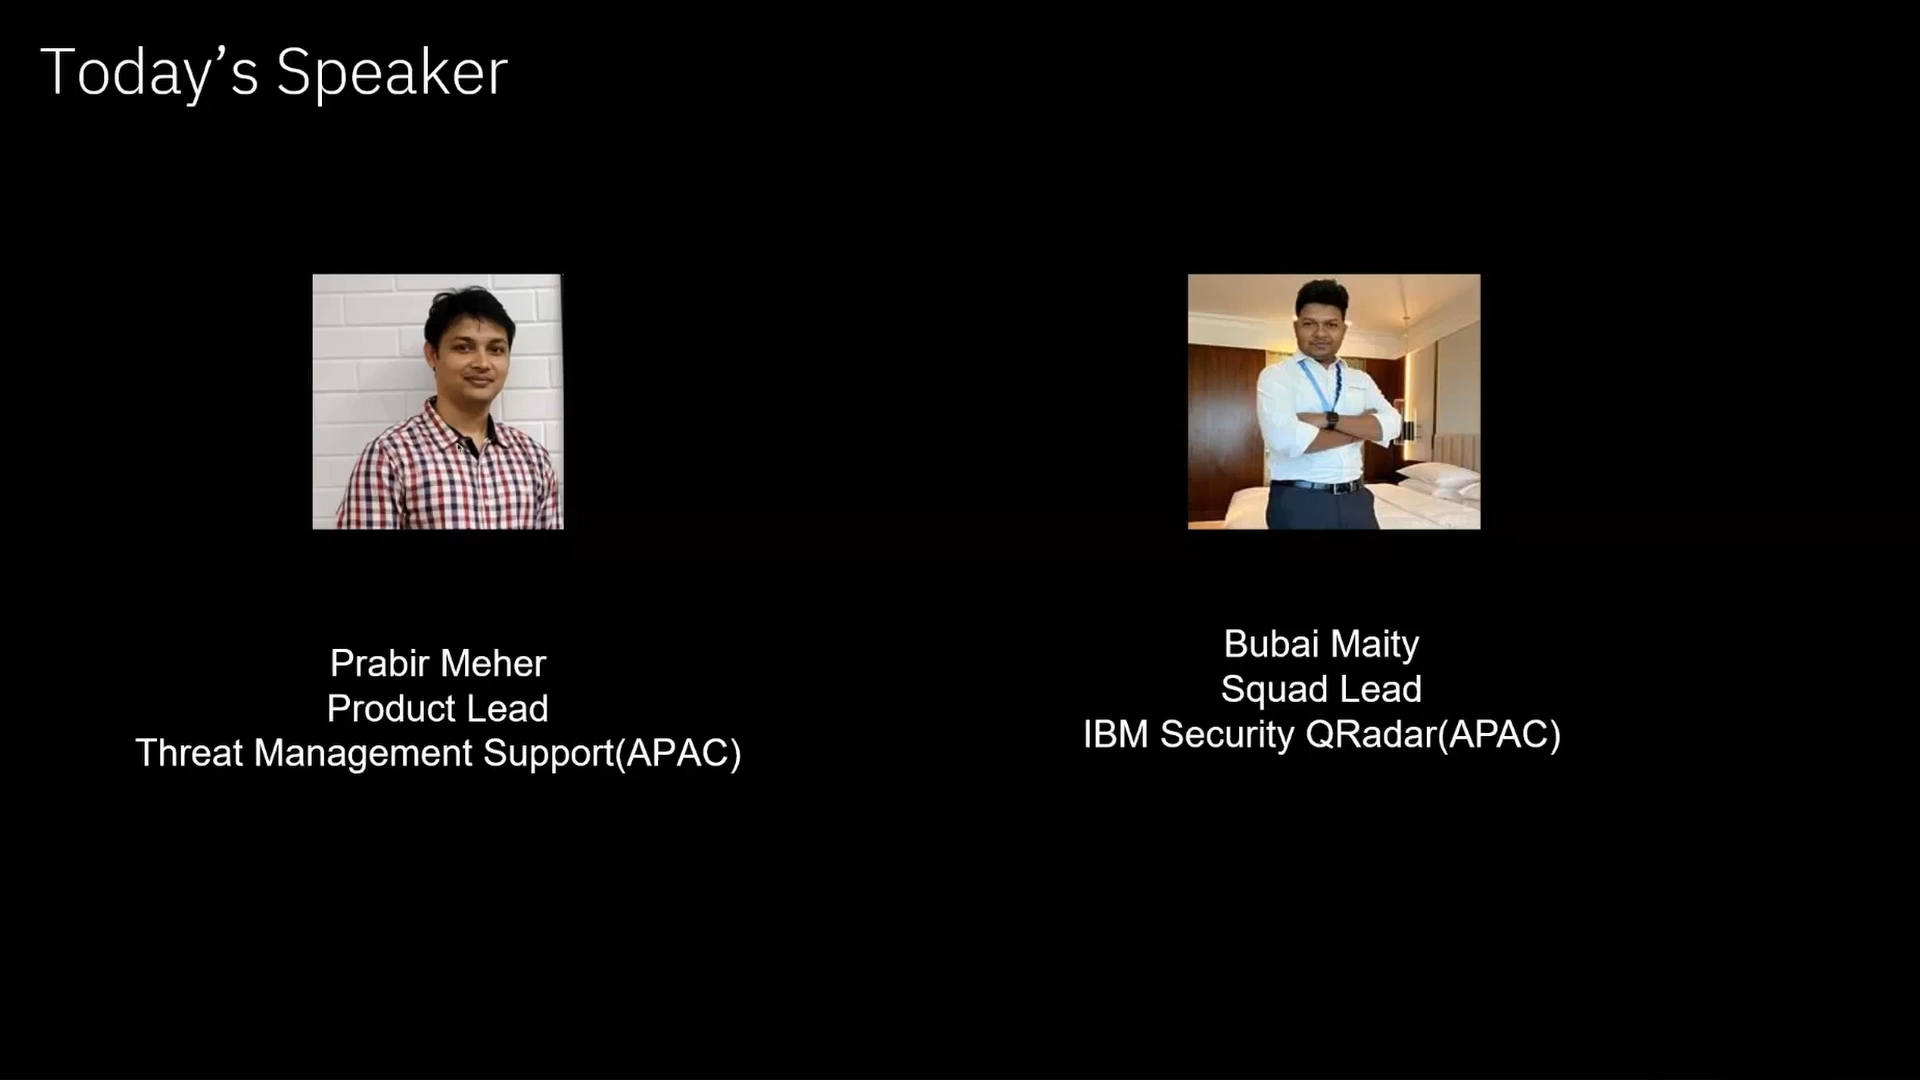 Today’s Speaker
Prabir Meher
Product Lead
Threat Management Support(APAC)
Bubai Maity
Squad Lead
IBM Security QRadar(APAC)